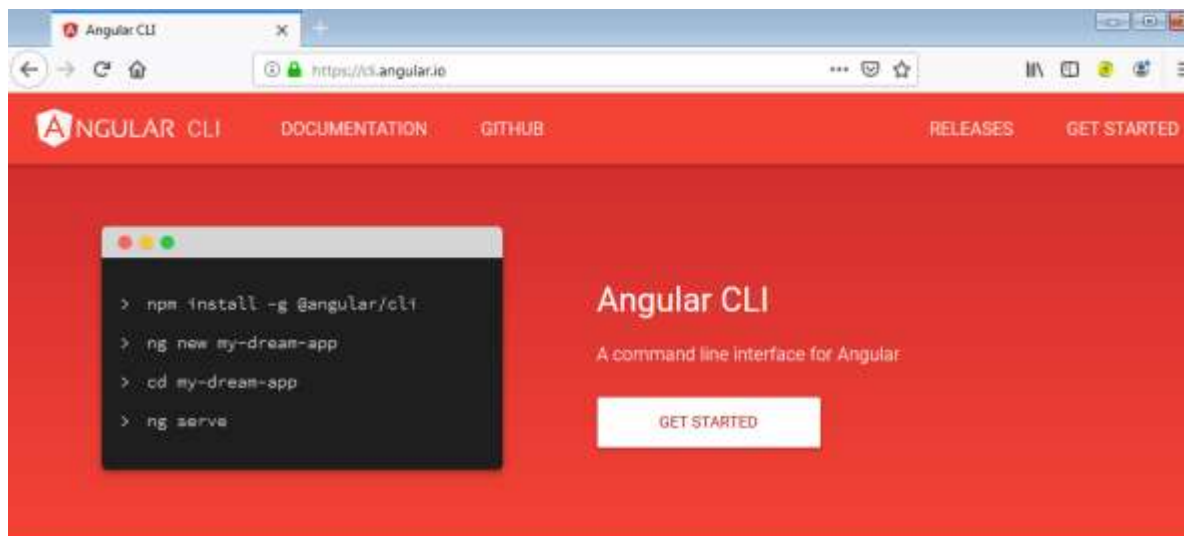 Angular CLI
https://cli.angular.io
ANGULAR CLI DOCUMENTATION GITHUB RELEASES GET STARTED
> npm install -g @angular/cli
> ng new my-dream-app
> cd my-dream-app
> ng serve
Angular CLI
A command line interface for Angular
GET STARTED